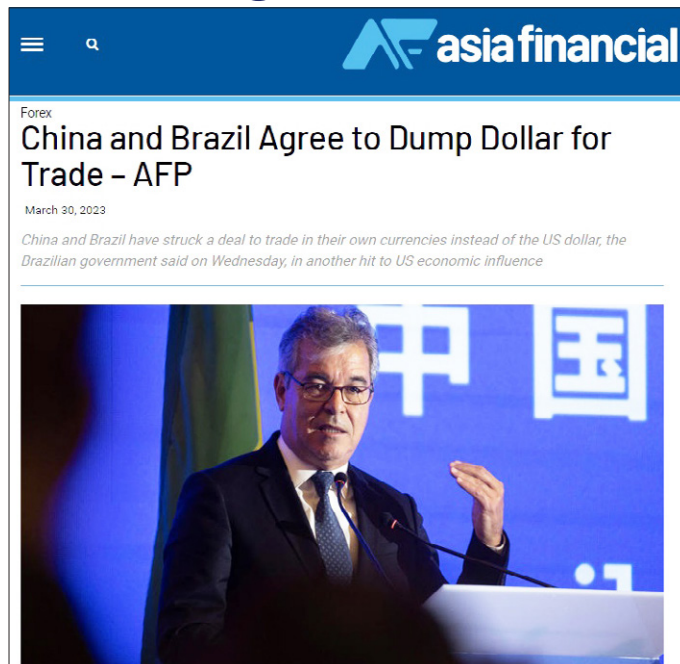 asia financial
Forex
China and Brazil Agree to Dump Dollar for
Trade – AFP
March 30, 2023
China and Brazil have struck a deal to trade in their own currencies instead of the US dollar, the
Brazilian government said on Wednesday, in another hit to US economic influence
中国